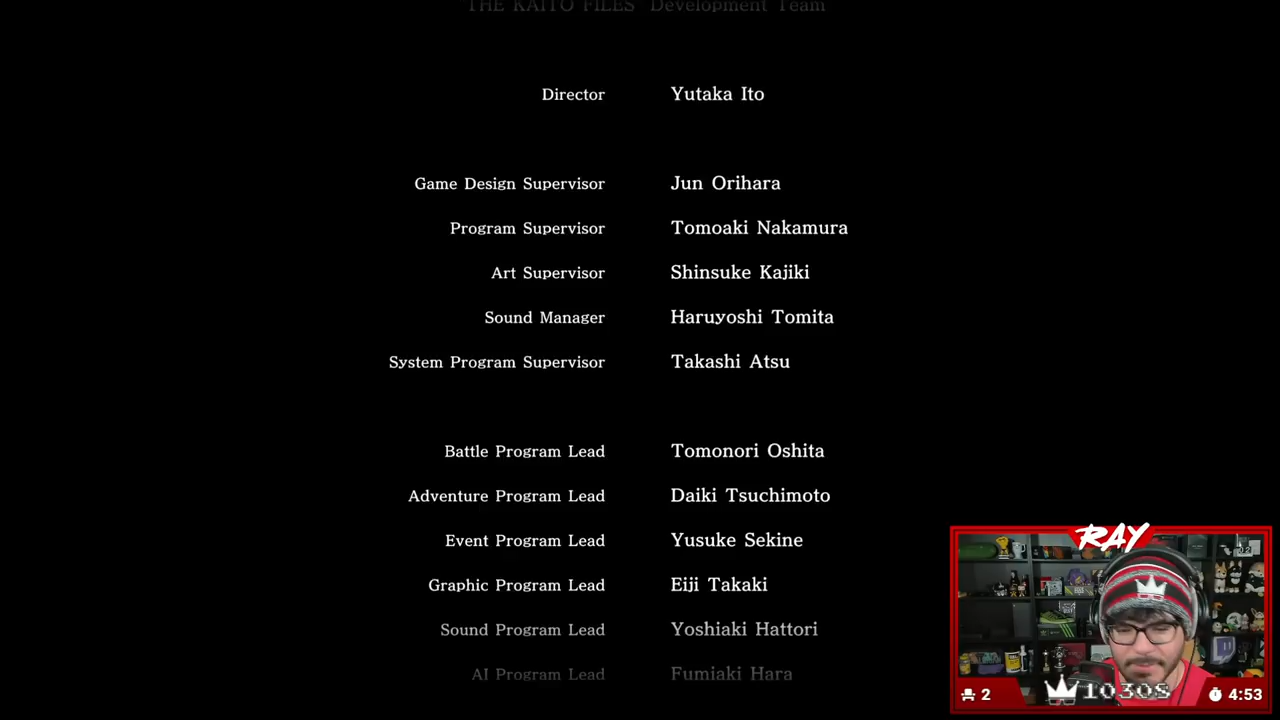 "THE KAITO FILES" Development Team
Director Yutaka Ito
Game Design Supervisor Jun Orihara
Program Supervisor Tomoaki Nakamura
Art Supervisor Shinsuke Kajiki
Sound Manager Haruyoshi Tomita
System Program Supervisor Takashi Atsu
Battle Program Lead Tomonori Oshita
Adventure Program Lead Daiki Tsuchimoto
Event Program Lead Yusuke Sekine
Graphic Program Lead Eiji Takaki
Sound Program Lead Yoshiaki Hattori
AI Program Lead Fumiaki Hara
RAY
2 10308 4:53